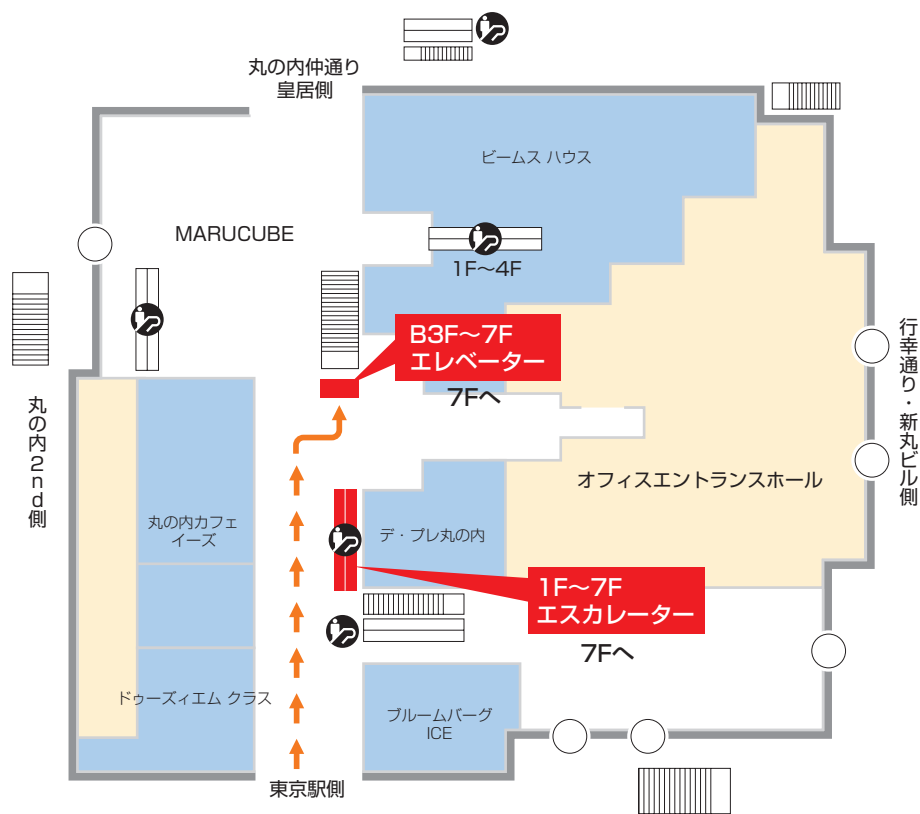 丸の内仲通り
皇居側
ビームス ハウス
MARUCUBE
1F〜4F
B3F〜7F
エレベーター
7Fへ
行幸通り・新丸ビル側
丸の内2nd側
オフィスエントランスホール
丸の内カフェ
イーズ
デ・プレ丸の内
1F〜7F
エスカレーター
7Fへ
ドゥーズィエム クラス
ブルームバーグ
ICE
東京駅側